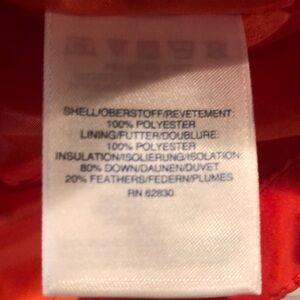 SHELL/OBERSTOFF/REVETEMENT:
100% POLYESTER
LINING/FUTTER/DOUBLURE:
100% POLYESTER
INSULATION/ISOLIERUNG/ISOLATION:
80% DOWN/DAUNEN/DUVET
20% FEATHERS/FEDERN/PLUMES
RN 62830